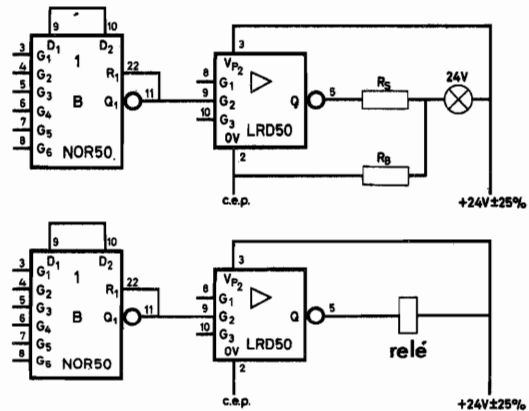 9 10
D1 D2
3 G1 1
4 G2 R1 22
5 G3
6 G4 B Q1 11
7 G5
8 G6 NOR50
3
VP2
8 G1
9 G2 Q 5
10 G3 LRD50
0V
2
c.e.p.
RS
RB
24V
+24V±25%
9 10
D1 D2
3 G1 1
4 G2 R1 22
5 G3
6 G4 B Q1 11
7 G5
8 G6 NOR50
3
VP2
8 G1
9 G2 Q 5
10 G3 LRD50
0V
2
c.e.p.
relé
+24V±25%